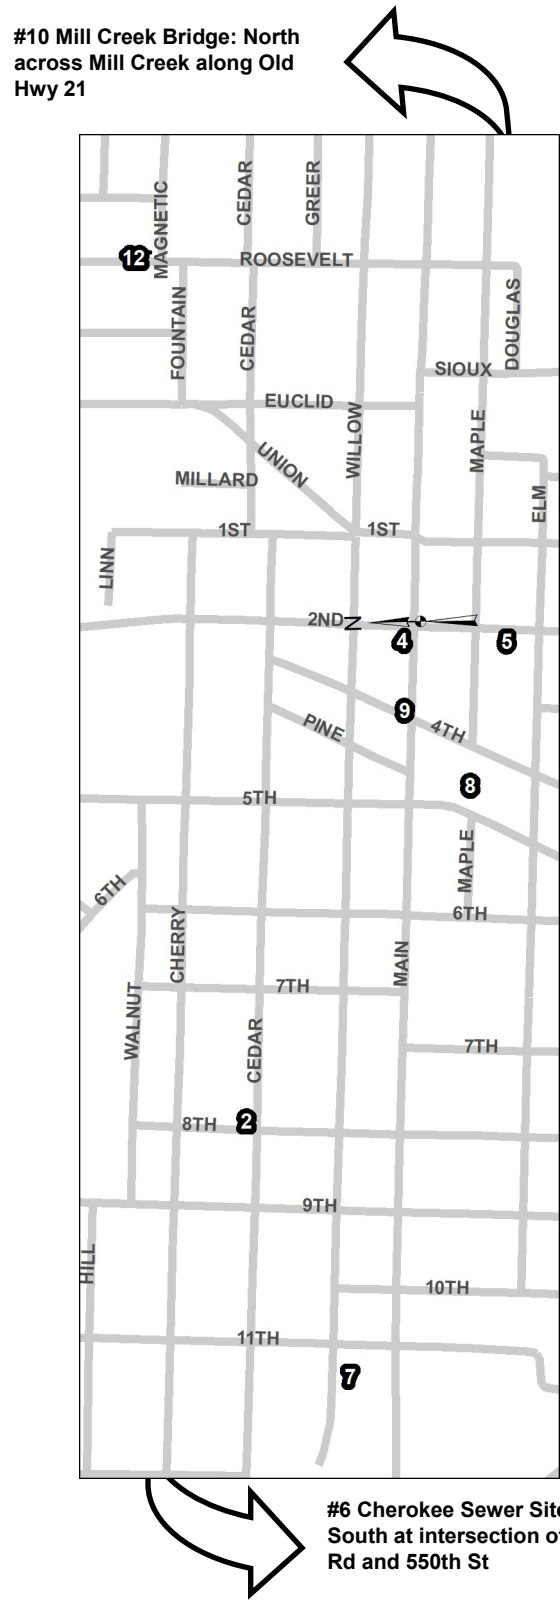 #10 Mill Creek Bridge: North
across Mill Creek along Old
Hwy 21
MAGNETIC
CEDAR
GREER
12
ROOSEVELT
FOUNTAIN
CEDAR
DOUGLAS
SIOUX
EUCLID
WILLOW
MAPLE
UNION
MILLARD
ELM
1ST
1ST
LINN
2ND
N
4
5
9
PINE
4TH
8
5TH
MAPLE
6TH
6TH
CHERRY
MAIN
7TH
WALNUT
CEDAR
7TH
2
8TH
9TH
HILL
10TH
11TH
7
#6 Cherokee Sewer Site
South at intersection of
Rd and 550th St